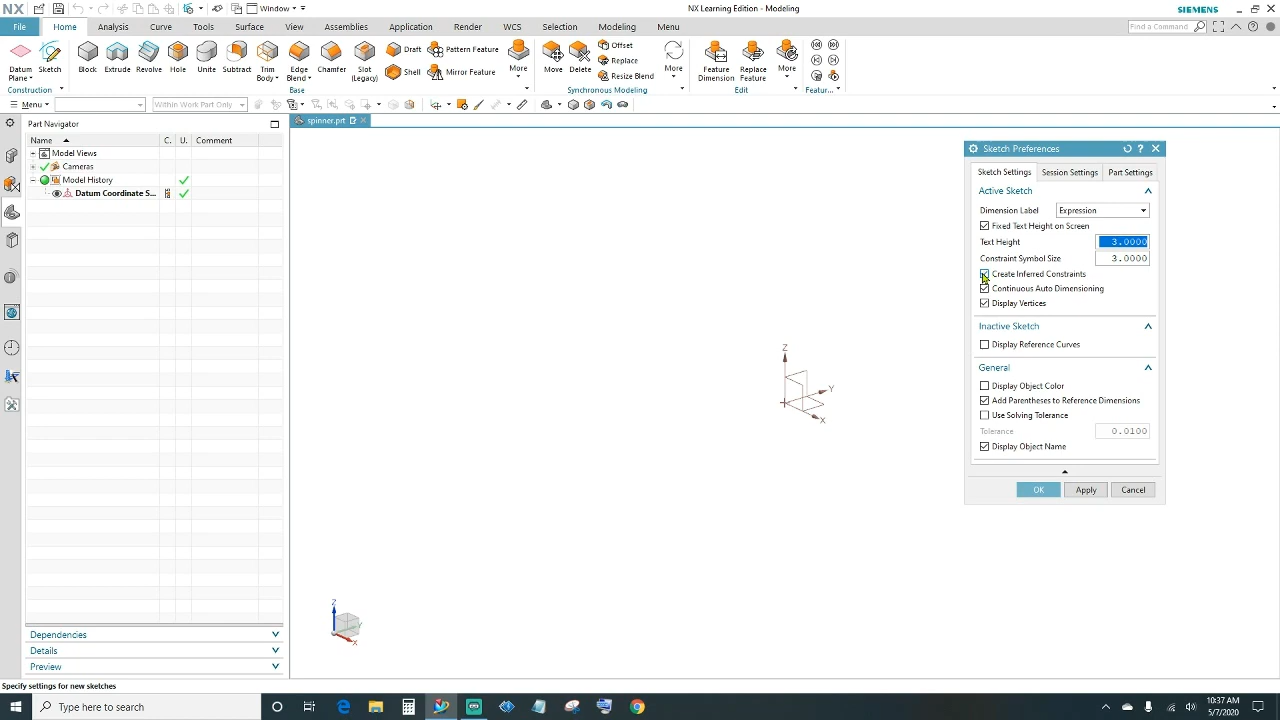 NX
Window
NX Learning Edition - Modeling
SIEMENS
File Home Analysis Curve Tools Surface View Assemblies Application Render WCS Selection Modeling Menu
Find a Command
Datum Plane
Sketch
Block
Extrude
Revolve
Hole
Unite
Subtract
Trim Body
Edge Blend
Chamfer
Slot (Legacy)
Draft
Shell
Pattern Feature
Mirror Feature
More
Move
Delete
Offset
Replace
Resize Blend
More
Feature Dimension
Replace Feature
More
Construction Base Synchronous Modeling Edit Featur...
Menu Within Work Part Only
Part Navigator
spinner.prt
Name C. U. Comment
Model Views
Cameras
Model History
Datum Coordinate S...
Sketch Preferences
Sketch Settings Session Settings Part Settings
Active Sketch
Dimension Label Expression
Fixed Text Height on Screen
Text Height 3.0000
Constraint Symbol Size 3.0000
Create Inferred Constraints
Continuous Auto Dimensioning
Display Vertices
Inactive Sketch
Display Reference Curves
General
Display Object Color
Add Parentheses to Reference Dimensions
Use Solving Tolerance
Tolerance 0.0100
Display Object Name
OK Apply Cancel
Z
Y
X
Z
Y
X
Dependencies
Details
Preview
Specify settings for new sketches
Type here to search
10:37 AM
5/7/2020